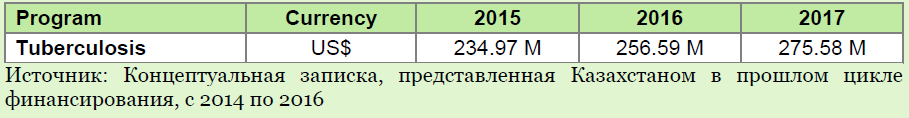 Program Currency 2015 2016 2017
Tuberculosis US$ 234.97 M 256.59 M 275.58 M
Источник: Концептуальная записка, представленная Казахстаном в прошлом цикле
финансирования, с 2014 по 2016